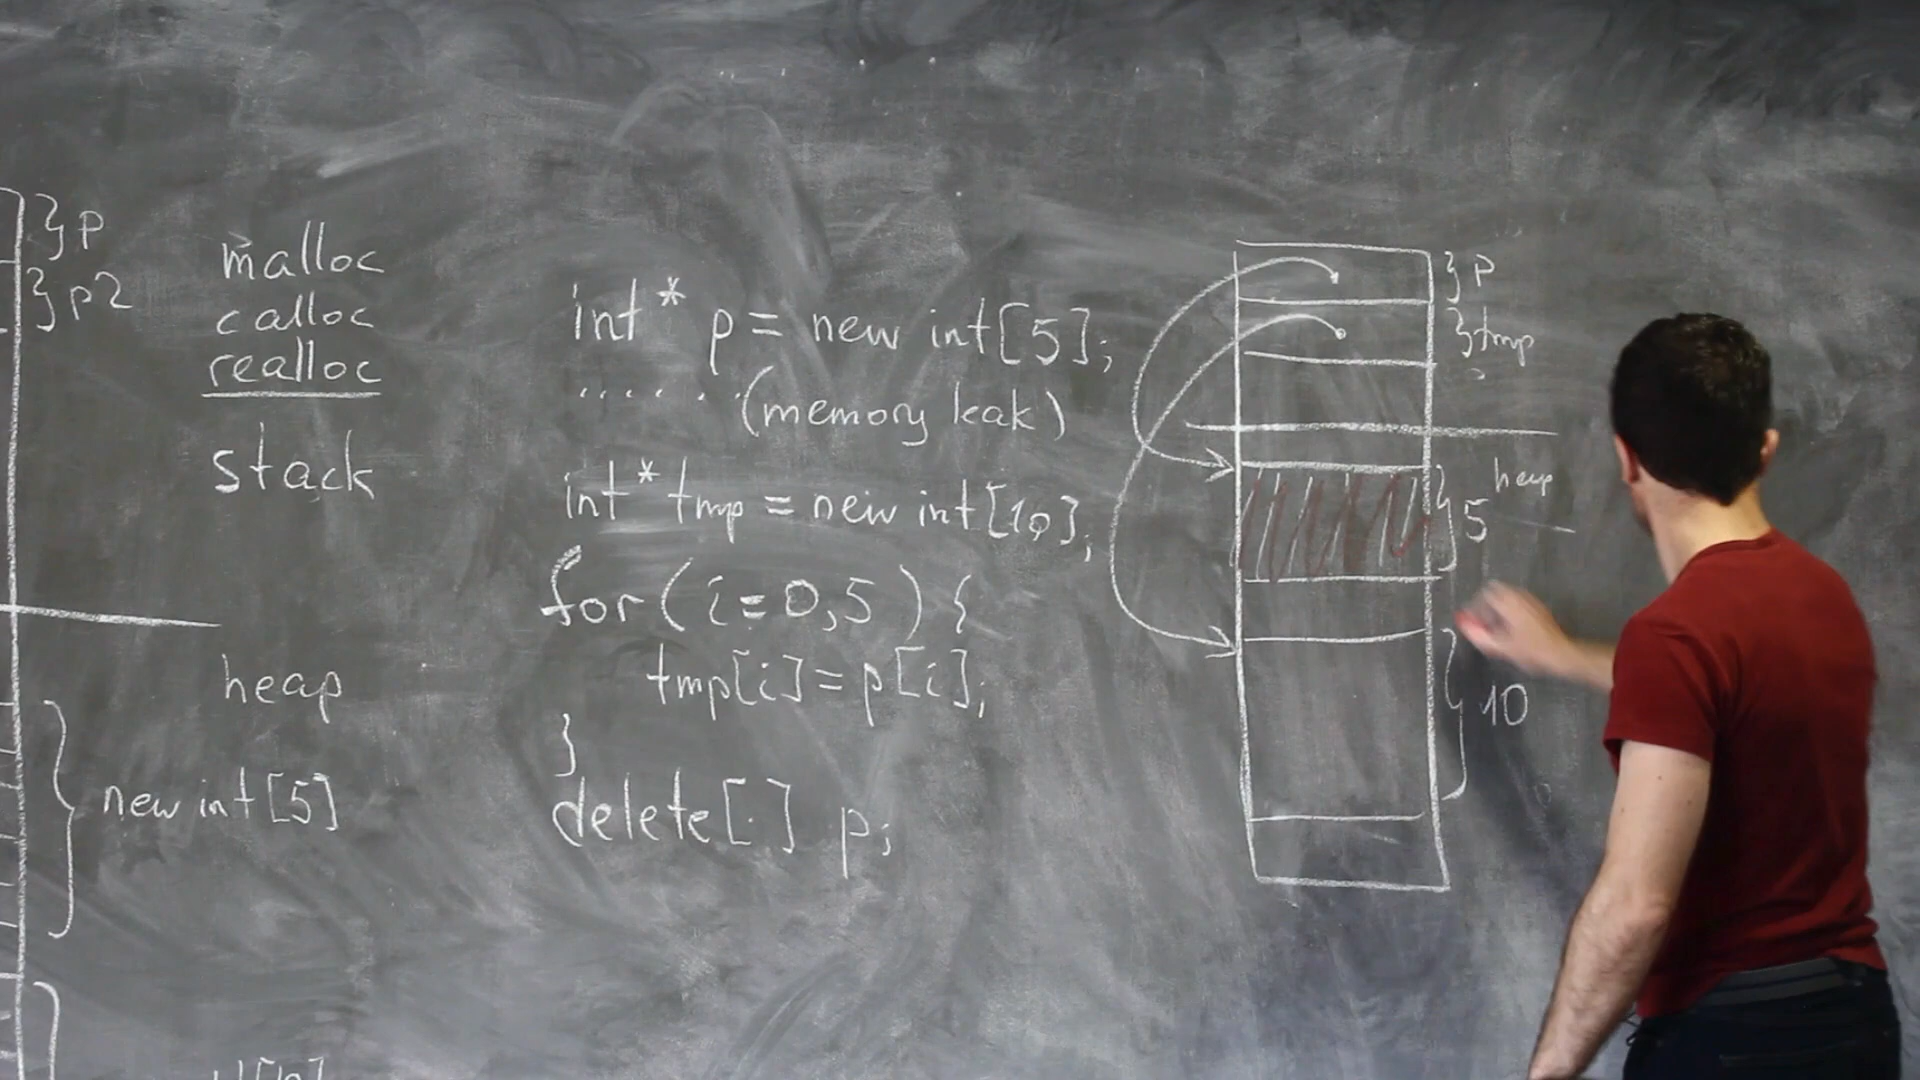 } p
} p2
malloc
calloc
realloc
stack
heap
} new int[5]
int* p = new int[5];
...... (memory leak)
int* tmp = new int[10];
for( i=0,5 ) {
tmp[i]=p[i];
}
delete[] p;
} p
} tmp
heap
} 5
} 10